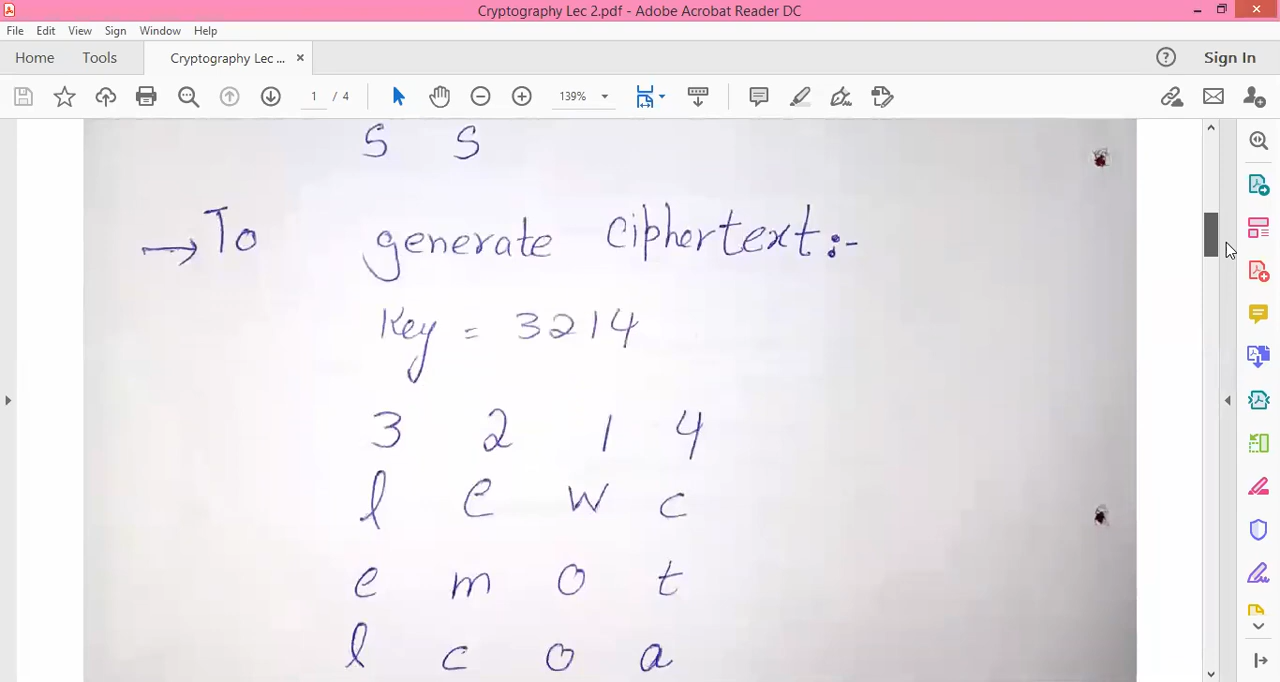 Cryptography Lec 2.pdf - Adobe Acrobat Reader DC
File Edit View Sign Window Help
Home Tools Cryptography Lec ... × Sign In
1 / 4 139%
S S
→ To generate Ciphertext:-
Key = 3214
3 2 1 4
l e w c
e m o t
l c o a